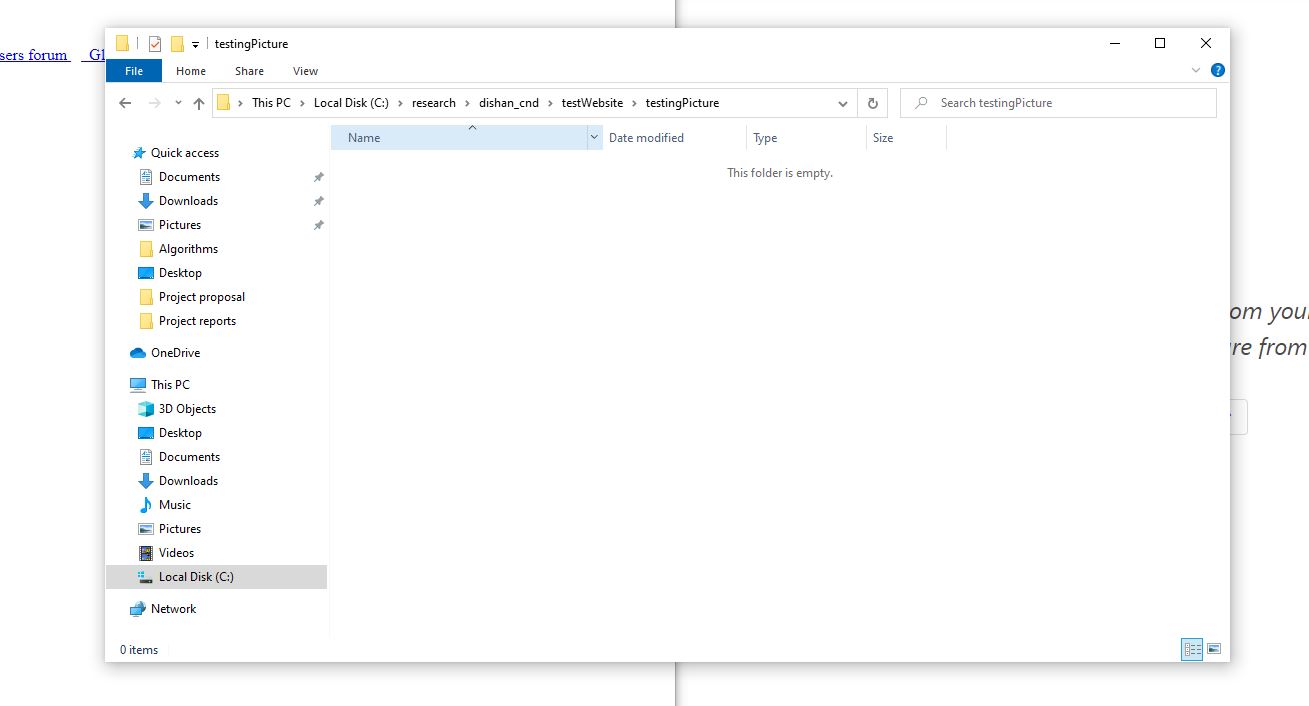 testingPicture
sers forum   Gl
File Home Share View
This PC Local Disk (C:) research dishan_cnd testWebsite testingPicture
Search testingPicture
Name Date modified Type Size
This folder is empty.
Quick access
Documents
Downloads
Pictures
Algorithms
Desktop
Project proposal
Project reports
OneDrive
This PC
3D Objects
Desktop
Documents
Downloads
Music
Pictures
Videos
Local Disk (C:)
Network
0 items
om your
re from